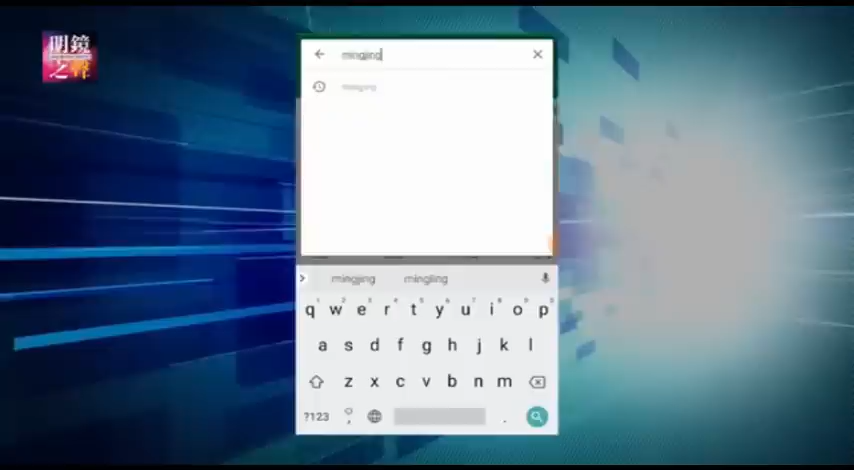 明鏡
之聲
mingjing
mingjing
mingjing mingling
q w e r t y u i o p
a s d f g h j k l
z x c v b n m
?123 , .